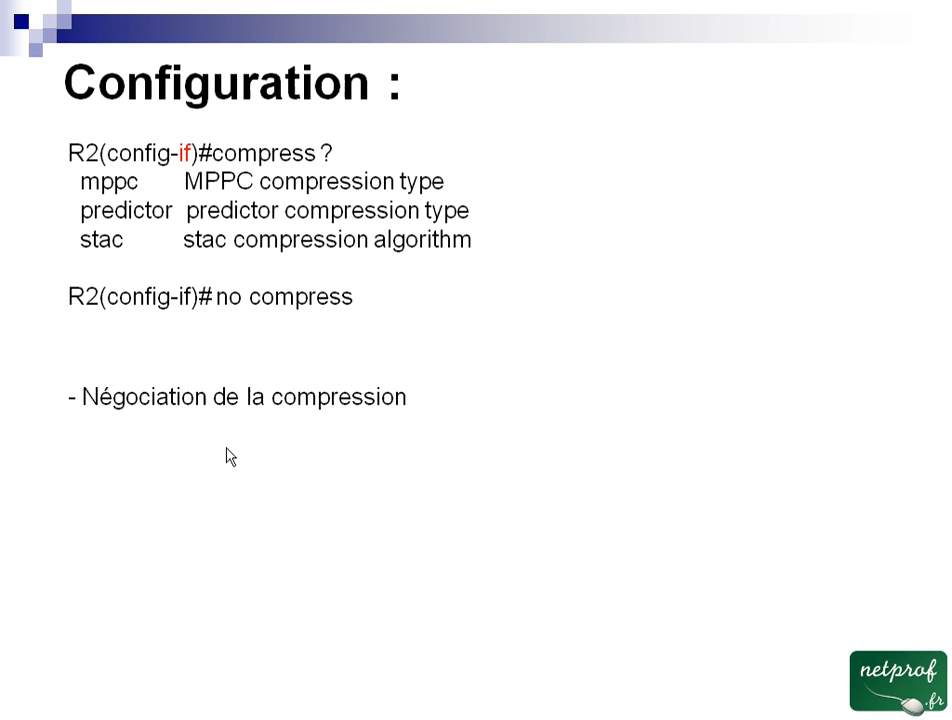 Configuration :
R2(config-if)#compress ?
mppc MPPC compression type
predictor predictor compression type
stac stac compression algorithm
R2(config-if)# no compress
- Négociation de la compression
netprof
.fr